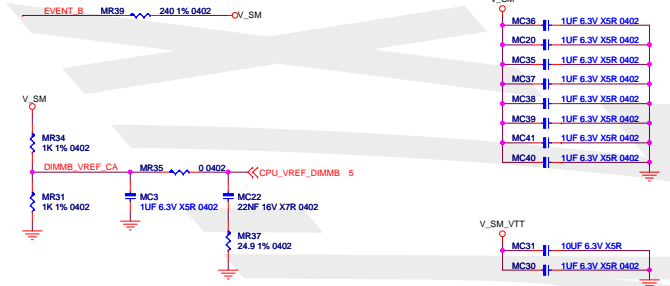 EVENT_B MR39 240 1% 0402 V_SM
V_SM
MR34
1K 1% 0402
DIMMB_VREF_CA MR35 0 0402 CPU_VREF_DIMMB 5
MR31
1K 1% 0402
MC3
1UF 6.3V X5R 0402
MC22
22NF 16V X7R 0402
MR37
24.9 1% 0402
V_SM
MC36 1UF 6.3V X5R 0402
MC20 1UF 6.3V X5R 0402
MC35 1UF 6.3V X5R 0402
MC37 1UF 6.3V X5R 0402
MC38 1UF 6.3V X5R 0402
MC39 1UF 6.3V X5R 0402
MC41 1UF 6.3V X5R 0402
MC40 1UF 6.3V X5R 0402
V_SM_VTT
MC31 10UF 6.3V X5R
MC30 1UF 6.3V X5R 0402